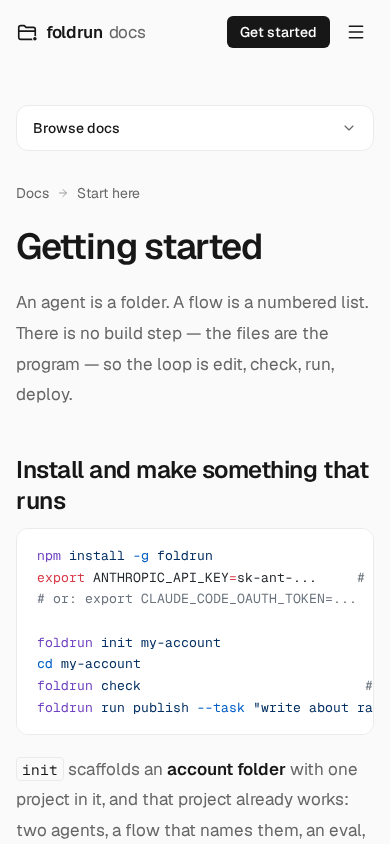 foldrun docs
Get started
Browse docs
Docs → Start here
Getting started
An agent is a folder. A flow is a numbered list.
There is no build step — the files are the
program — so the loop is edit, check, run,
deploy.
Install and make something that
runs
npm install -g foldrun
export ANTHROPIC_API_KEY=sk-ant-... #
# or: export CLAUDE_CODE_OAUTH_TOKEN=...
foldrun init my-account
cd my-account
foldrun check #
foldrun run publish --task "write about ra
init scaffolds an account folder with one
project in it, and that project already works:
two agents, a flow that names them, an eval,